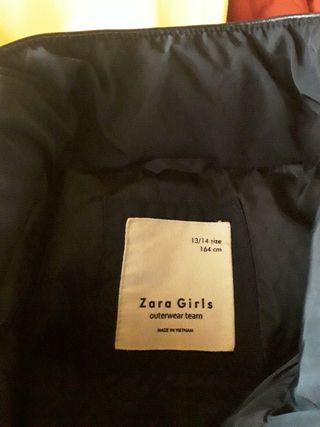 13/14 size
164 cm
Zara Girls
outerwear team
MADE IN VIETNAM